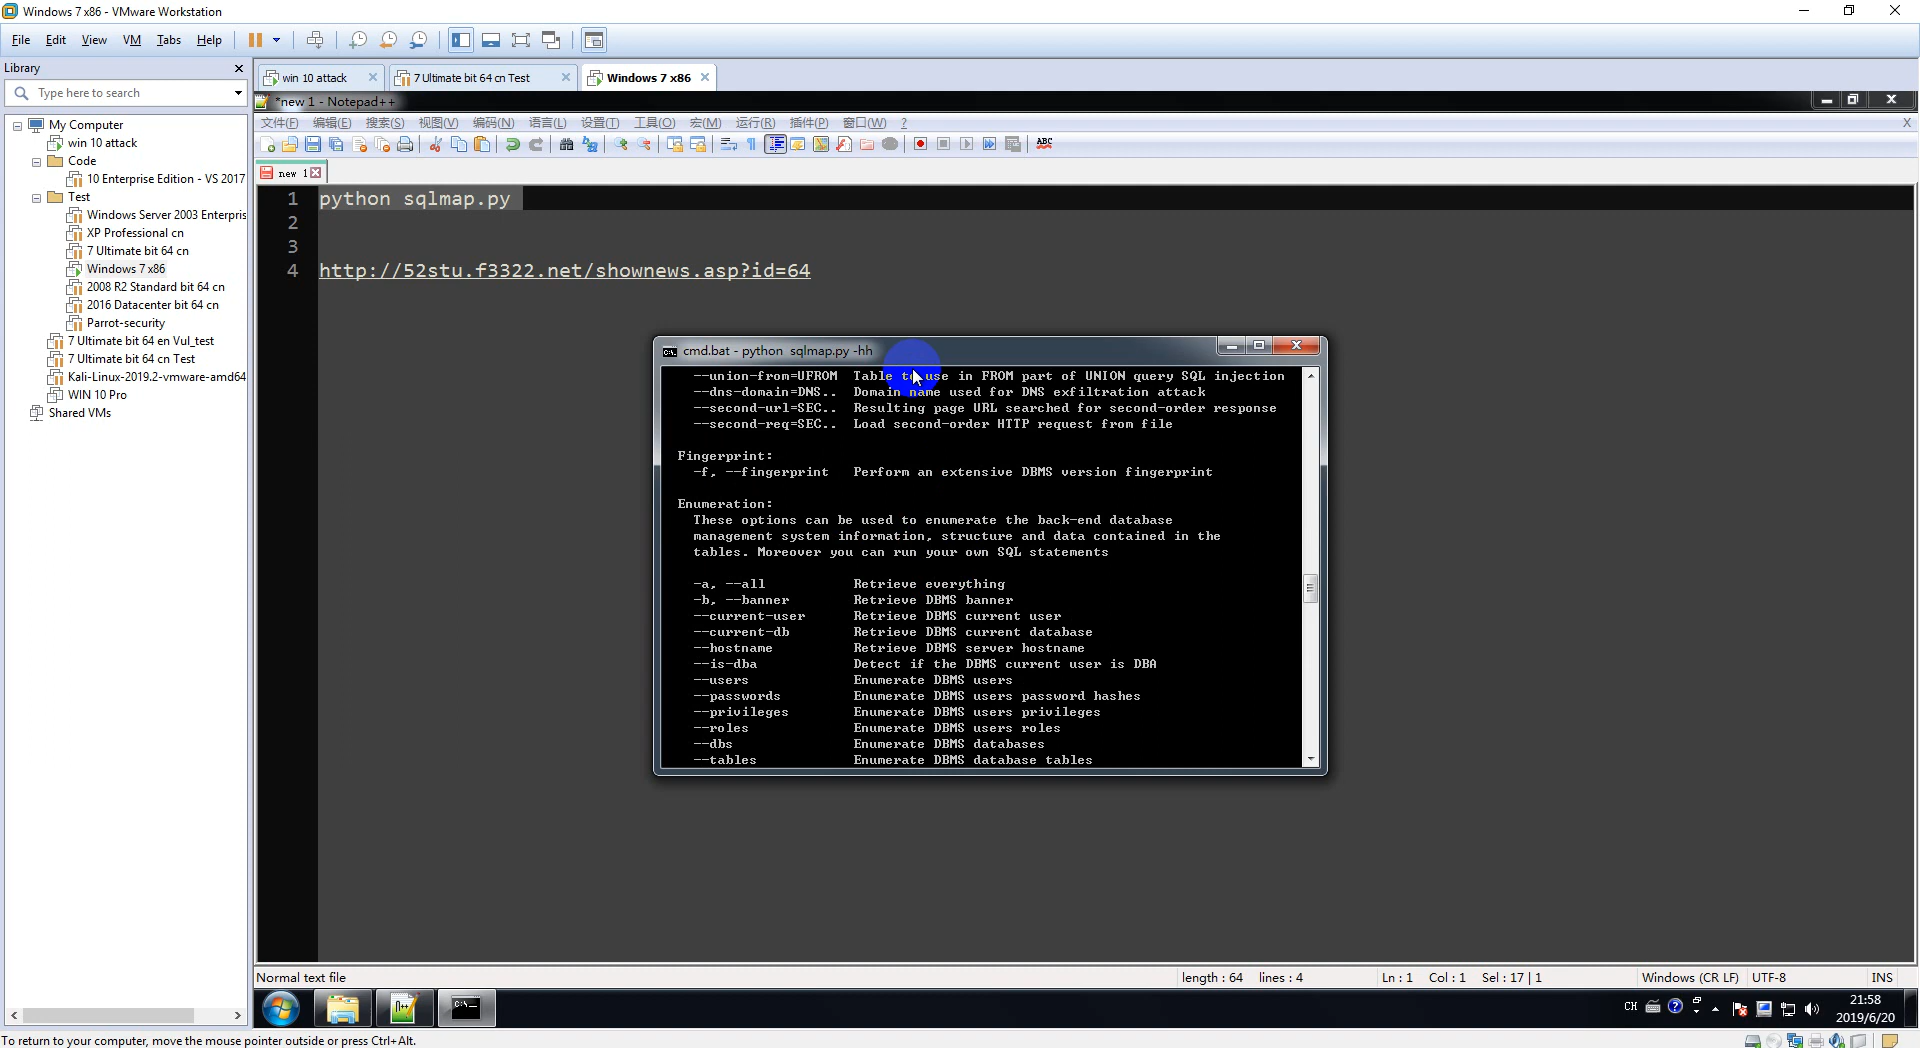 Windows 7 x86 - VMware Workstation
File Edit View VM Tabs Help
Library
Type here to search
My Computer
win 10 attack
Code
10 Enterprise Edition - VS 2017
Test
Windows Server 2003 Enterpris
XP Professional cn
7 Ultimate bit 64 cn
Windows 7 x86
2008 R2 Standard bit 64 cn
2016 Datacenter bit 64 cn
Parrot-security
7 Ultimate bit 64 en Vul_test
7 Ultimate bit 64 cn Test
Kali-Linux-2019.2-vmware-amd64
WIN 10 Pro
Shared VMs
win 10 attack 7 Ultimate bit 64 cn Test Windows 7 x86
*new 1 - Notepad++
文件(F) 编辑(E) 搜索(S) 视图(V) 编码(N) 语言(L) 设置(T) 工具(O) 宏(M) 运行(R) 插件(P) 窗口(W) ? X
ABC
new 1
1 python sqlmap.py
2
3
4 http://52stu.f3322.net/shownews.asp?id=64
cmd.bat - python sqlmap.py -hh
--union-from=UFROM Table to use in FROM part of UNION query SQL injection
--dns-domain=DNS.. Domain name used for DNS exfiltration attack
--second-url=SEC.. Resulting page URL searched for second-order response
--second-req=SEC.. Load second-order HTTP request from file
Fingerprint:
-f, --fingerprint Perform an extensive DBMS version fingerprint
Enumeration:
These options can be used to enumerate the back-end database
management system information, structure and data contained in the
tables. Moreover you can run your own SQL statements
-a, --all Retrieve everything
-b, --banner Retrieve DBMS banner
--current-user Retrieve DBMS current user
--current-db Retrieve DBMS current database
--hostname Retrieve DBMS server hostname
--is-dba Detect if the DBMS current user is DBA
--users Enumerate DBMS users
--passwords Enumerate DBMS users password hashes
--privileges Enumerate DBMS users privileges
--roles Enumerate DBMS users roles
--dbs Enumerate DBMS databases
--tables Enumerate DBMS database tables
Normal text file length : 64 lines : 4 Ln : 1 Col : 1 Sel : 17 | 1 Windows (CR LF) UTF-8 INS
CH 21:58
2019/6/20
To return to your computer, move the mouse pointer outside or press Ctrl+Alt.